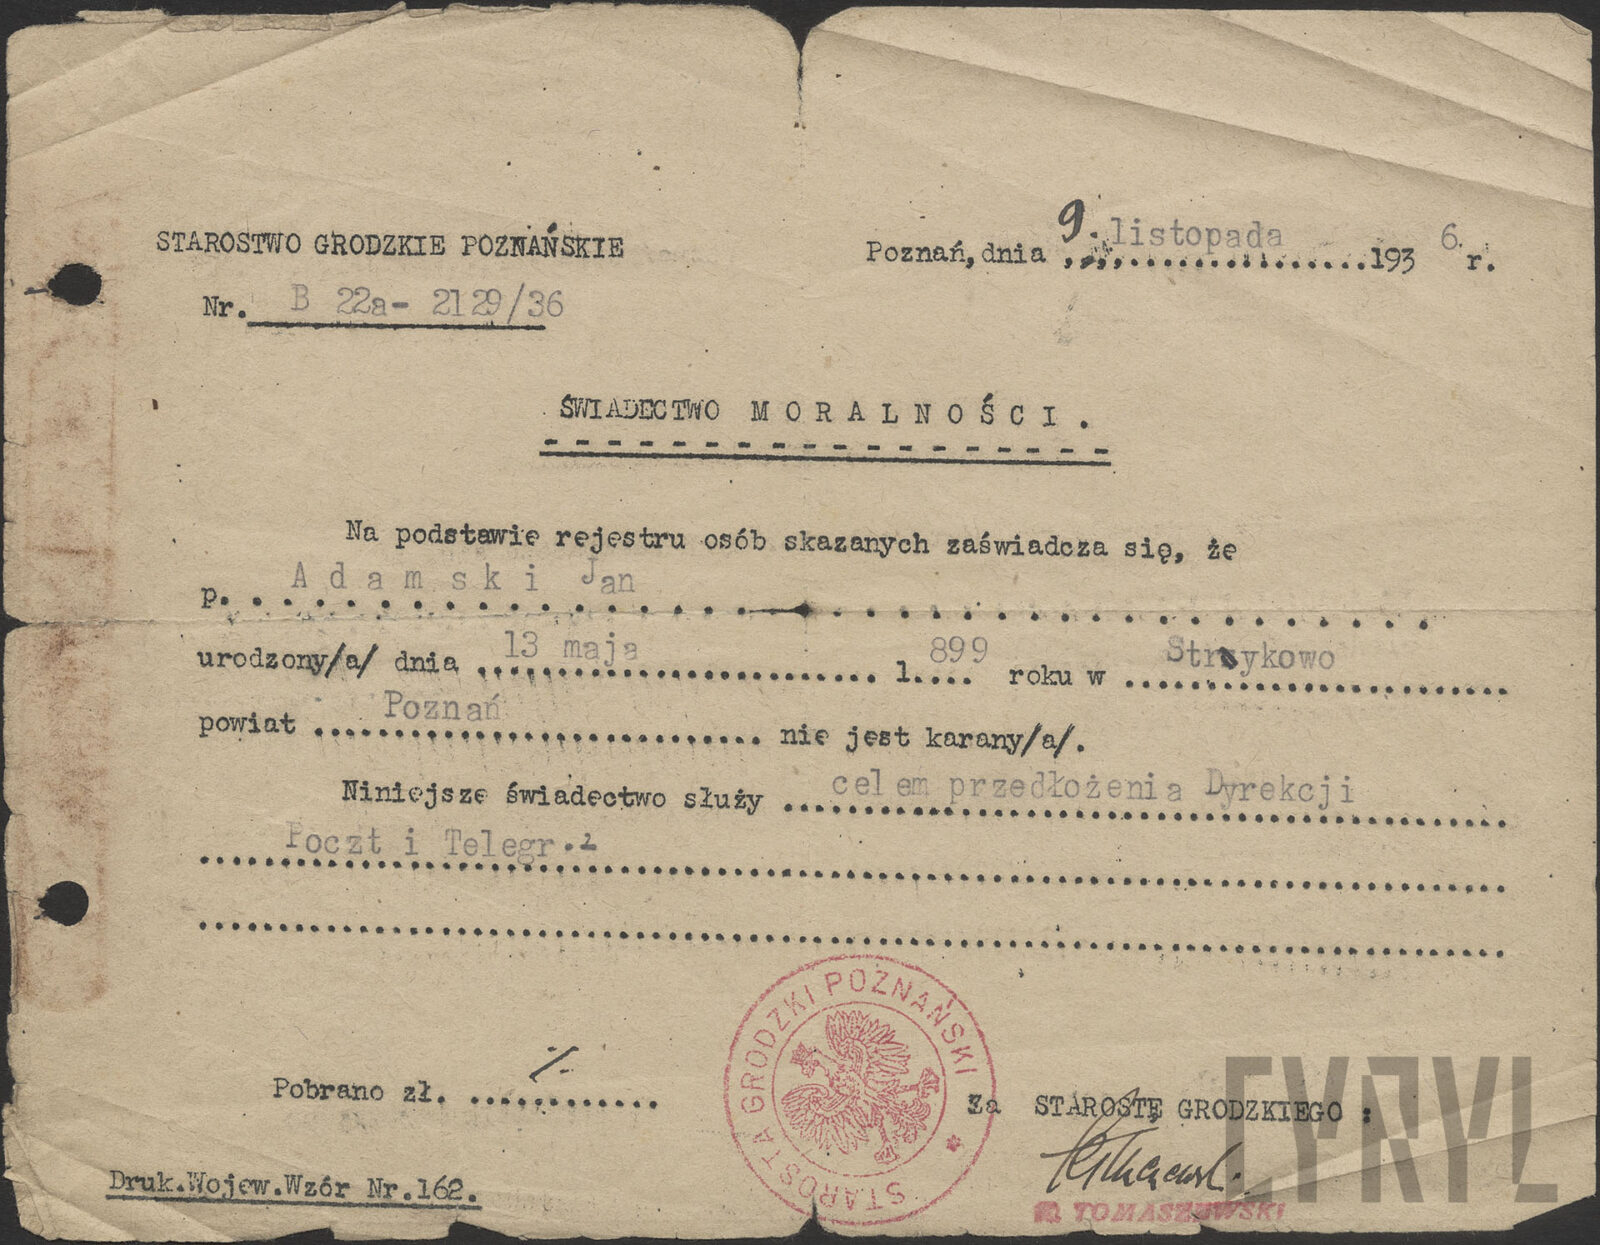 STAROSTWO GRODZKIE POZNAŃSKIE
Poznań, dnia 9. listopada 1936. r.
Nr. B 22a- 2129/36
ŚWIADECTWO MORALNOŚCI.
Na podstawie rejestru osób skazanych zaświadcza się, że
p. Adamski Jan
urodzony/a/ dnia 13 maja 1899 roku w Strzykowo
powiat Poznań nie jest karany/a/.
Niniejsze świadectwo służy celem przedłożenia Dyrekcji
Poczt i Telegr.
STAROSTA GRODZKI POZNAŃSKI *
Pobrano zł. /.
Za STAROSTĘ GRODZKIEGO :
TOMASZEWSKI
Druk.Wojew.Wzór Nr.162.
CYRYL